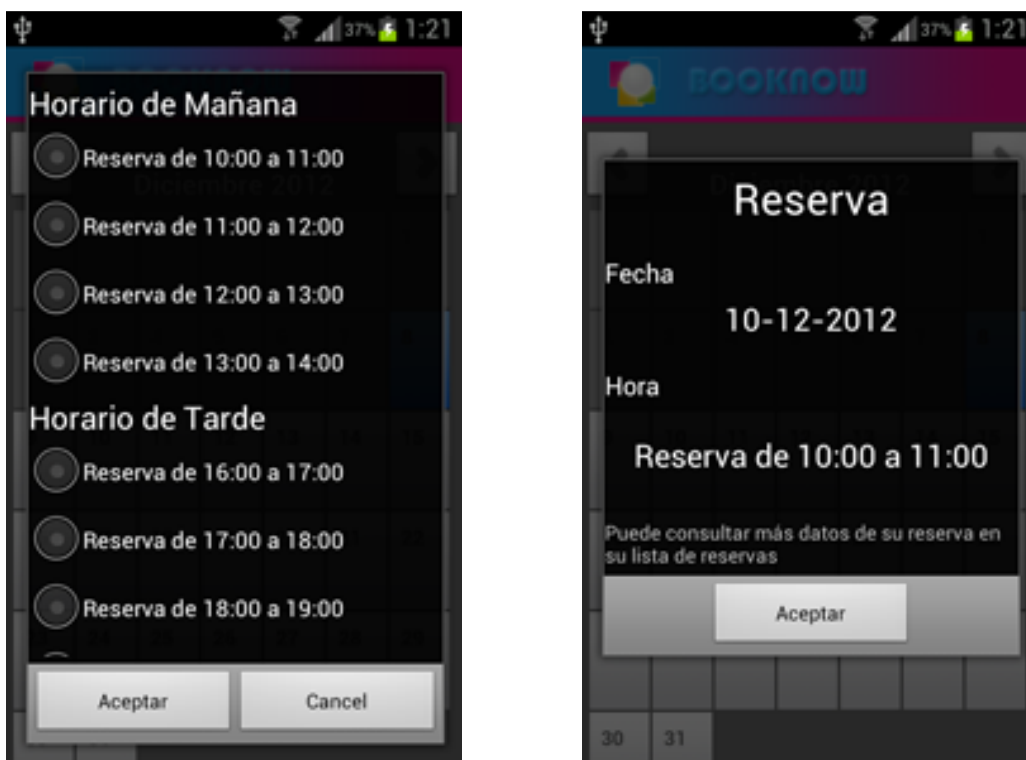 37% 1:21
Horario de Mañana
Reserva de 10:00 a 11:00
Diciembre 2012
Reserva de 11:00 a 12:00
Reserva de 12:00 a 13:00
Reserva de 13:00 a 14:00
Horario de Tarde
Reserva de 16:00 a 17:00
Reserva de 17:00 a 18:00
Reserva de 18:00 a 19:00
Aceptar Cancel
37% 1:21
BOOKNOW
Reserva
Fecha
10-12-2012
Hora
Reserva de 10:00 a 11:00
Puede consultar más datos de su reserva en
su lista de reservas
Aceptar
30 31